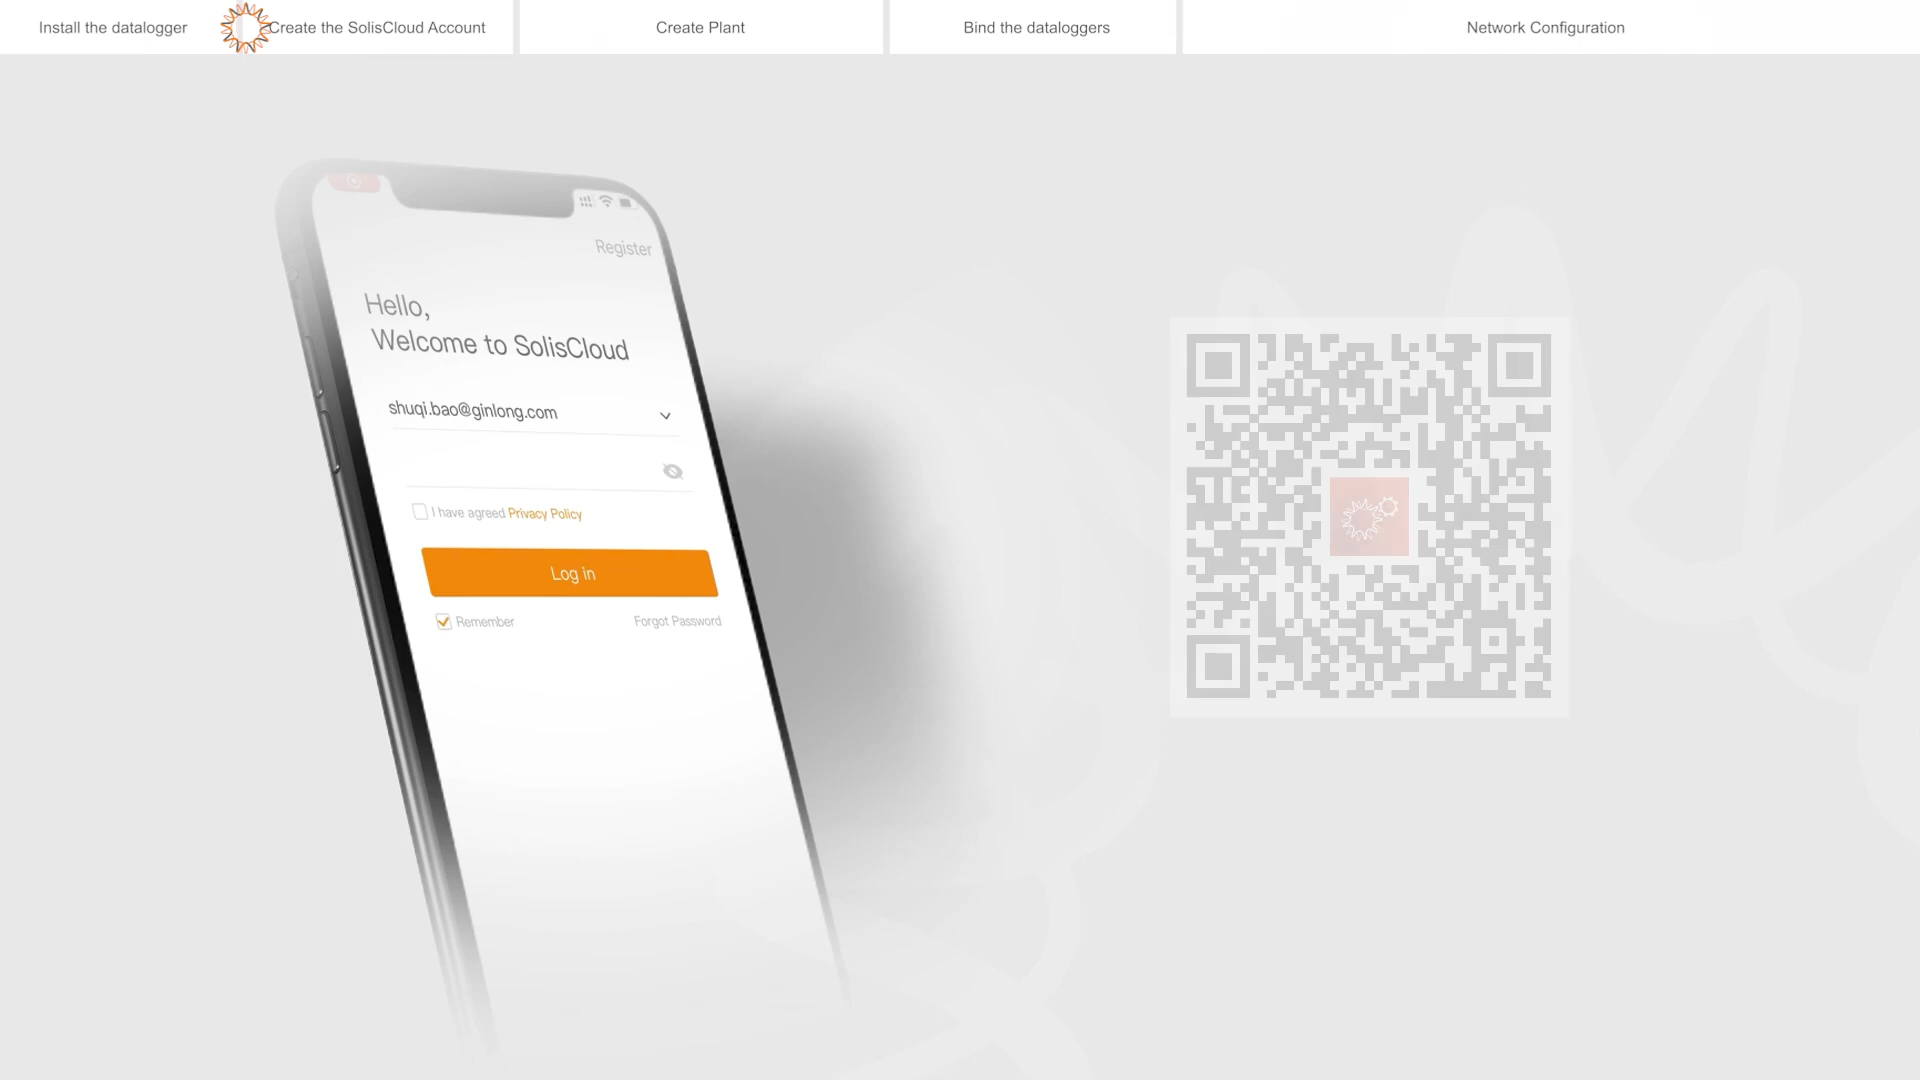 Install the datalogger
Create the SolisCloud Account
Create Plant
Bind the dataloggers
Network Configuration
Register
Hello,
Welcome to SolisCloud
shuqi.bao@ginlong.com
I have agreed Privacy Policy
Log in
Remember
Forgot Password